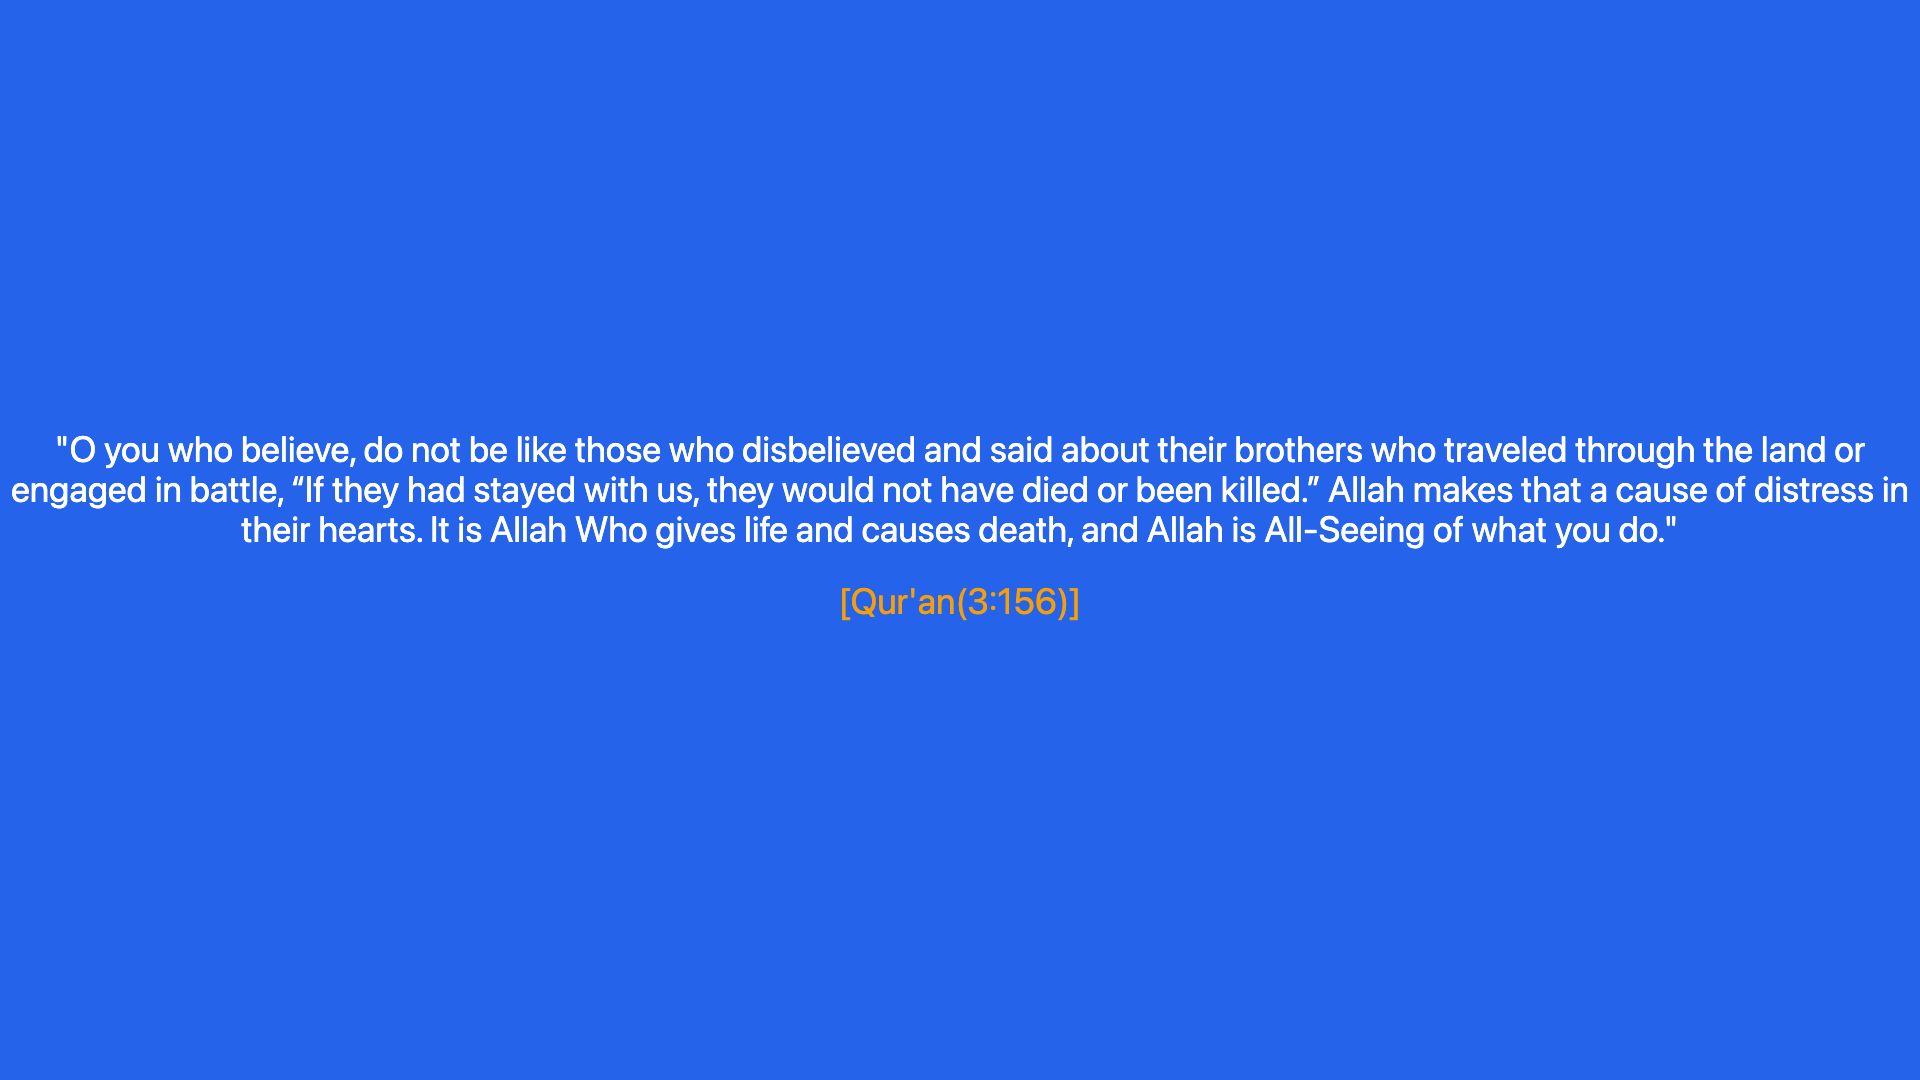 "O you who believe, do not be like those who disbelieved and said about their brothers who traveled through the land or
engaged in battle, “If they had stayed with us, they would not have died or been killed.” Allah makes that a cause of distress in
their hearts. It is Allah Who gives life and causes death, and Allah is All-Seeing of what you do."
[Qur'an(3:156)]